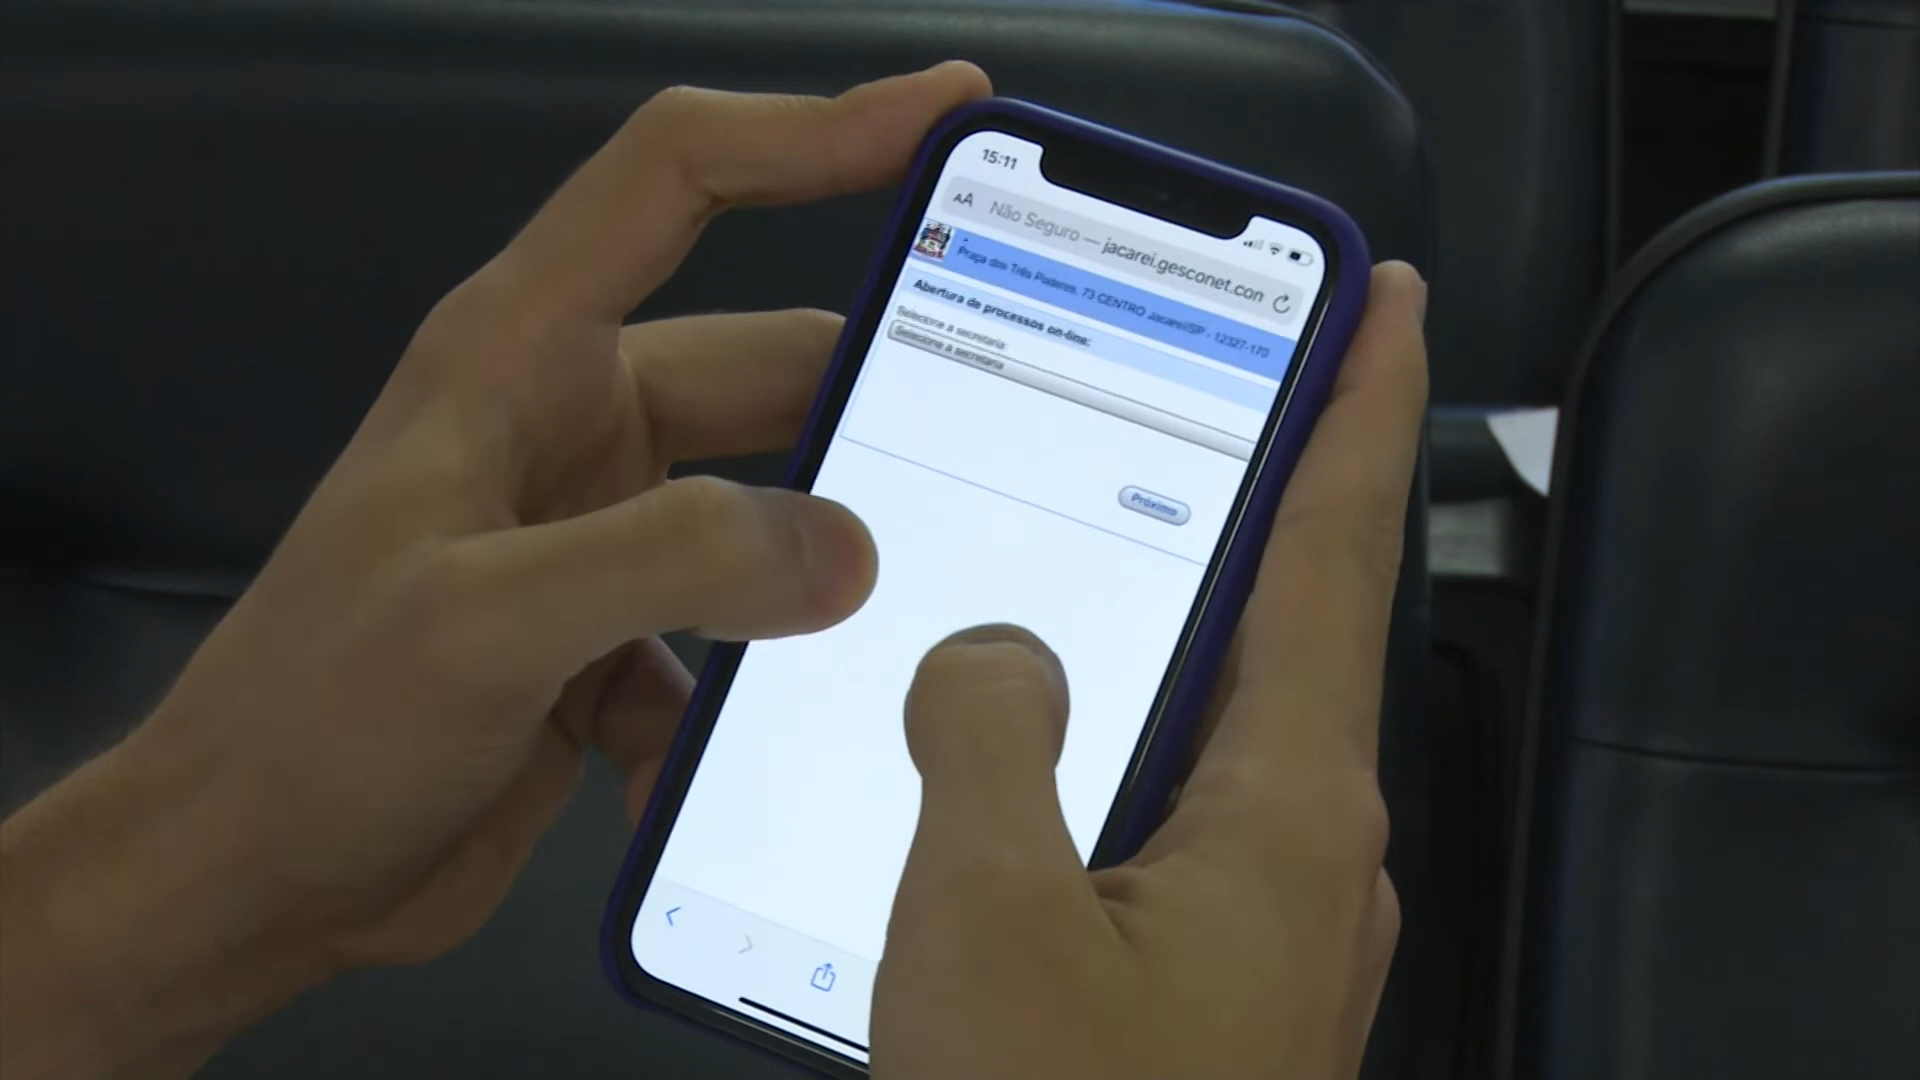 15:11
AA Não Seguro — jacarei.gesconet.con
Praça dos Três Poderes, 73 CENTRO Jacareí/SP - 12327-170
Abertura de processos on-line:
Selecione a secretaria:
Selecione a secretaria
Próximo